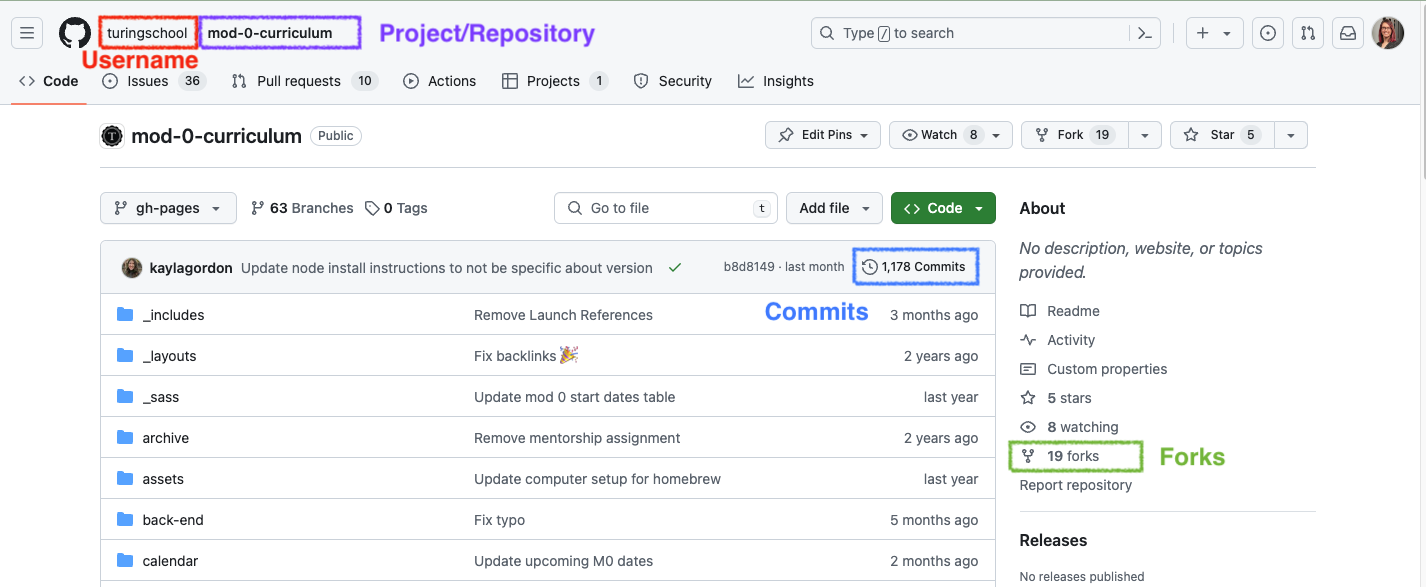 turingschool mod-0-curriculum Project/Repository Type / to search
Username
Code Issues 36 Pull requests 10 Actions Projects 1 Security Insights
mod-0-curriculum Public Edit Pins Watch 8 Fork 19 Star 5
gh-pages 63 Branches 0 Tags Go to file t Add file Code
kaylagordon Update node install instructions to not be specific about version b8d8149 · last month 1,178 Commits
Commits
_includes Remove Launch References 3 months ago
_layouts Fix backlinks 🎉 2 years ago
_sass Update mod 0 start dates table last year
archive Remove mentorship assignment 2 years ago
assets Update computer setup for homebrew last year
back-end Fix typo 5 months ago
calendar Update upcoming M0 dates 2 months ago
About
No description, website, or topics
provided.
Readme
Activity
Custom properties
5 stars
8 watching
19 forks Forks
Report repository
Releases
No releases published